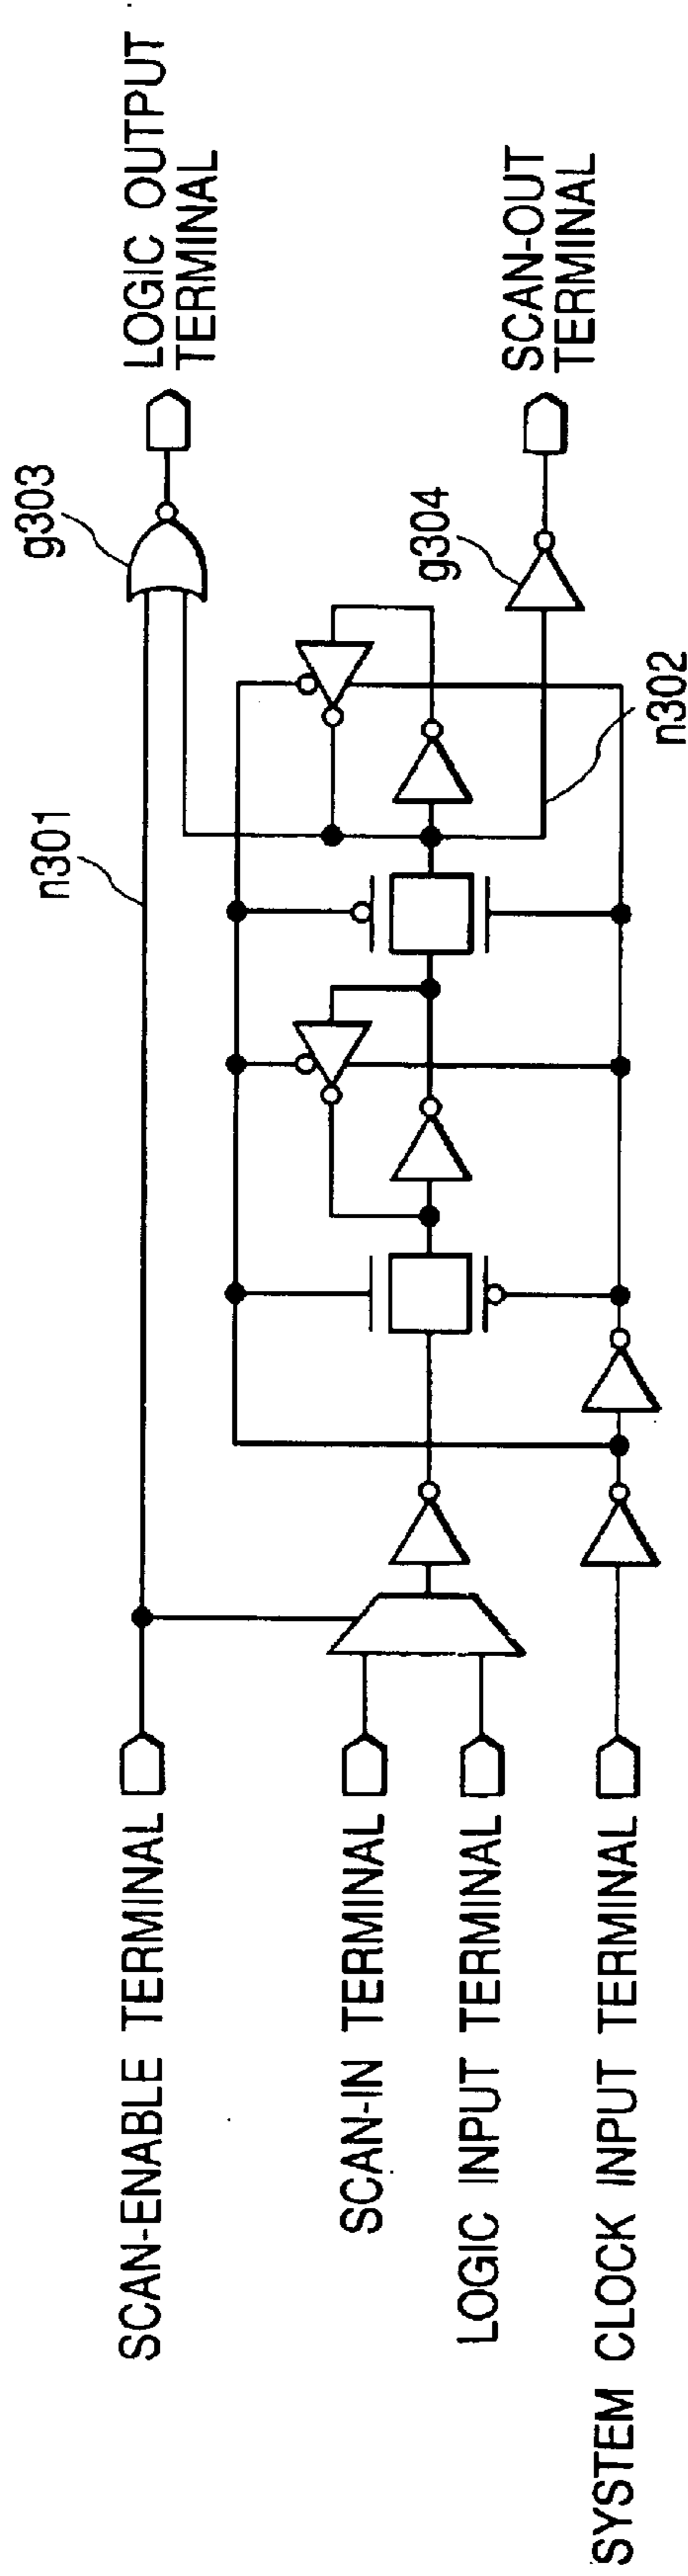 SCAN-ENABLE TERMINAL
n301
g303
LOGIC OUTPUT
TERMINAL
SCAN-IN TERMINAL
LOGIC INPUT TERMINAL
g304
SCAN-OUT
TERMINAL
SYSTEM CLOCK INPUT TERMINAL
n302